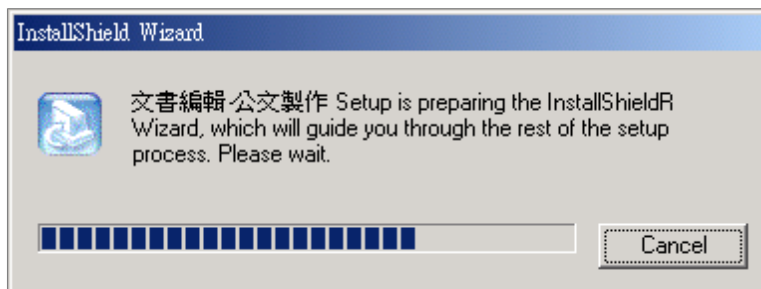 InstallShield Wizard
文書編輯-公文製作 Setup is preparing the InstallShieldR
Wizard, which will guide you through the rest of the setup
process. Please wait.
Cancel